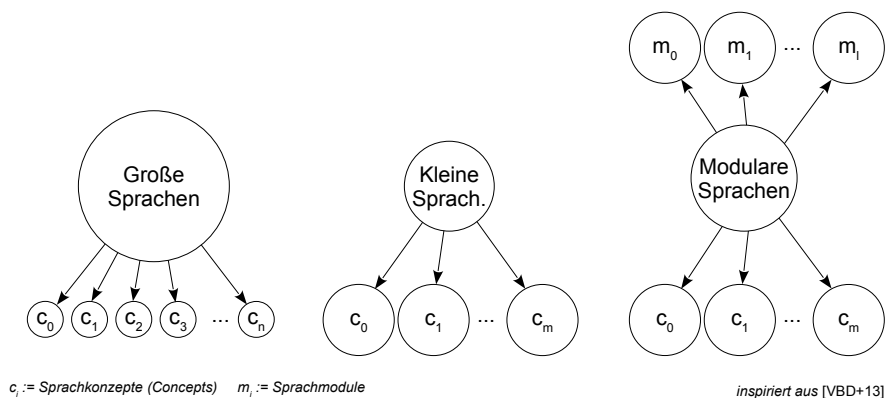 Große
Sprachen
c0 c1 c2 c3 ... cn
Kleine
Sprach.
c0 c1 ... cm
m0 m1 ... ml
Modulare
Sprachen
c0 c1 ... cm
ci := Sprachkonzepte (Concepts) mi := Sprachmodule
inspiriert aus [VBD+13]